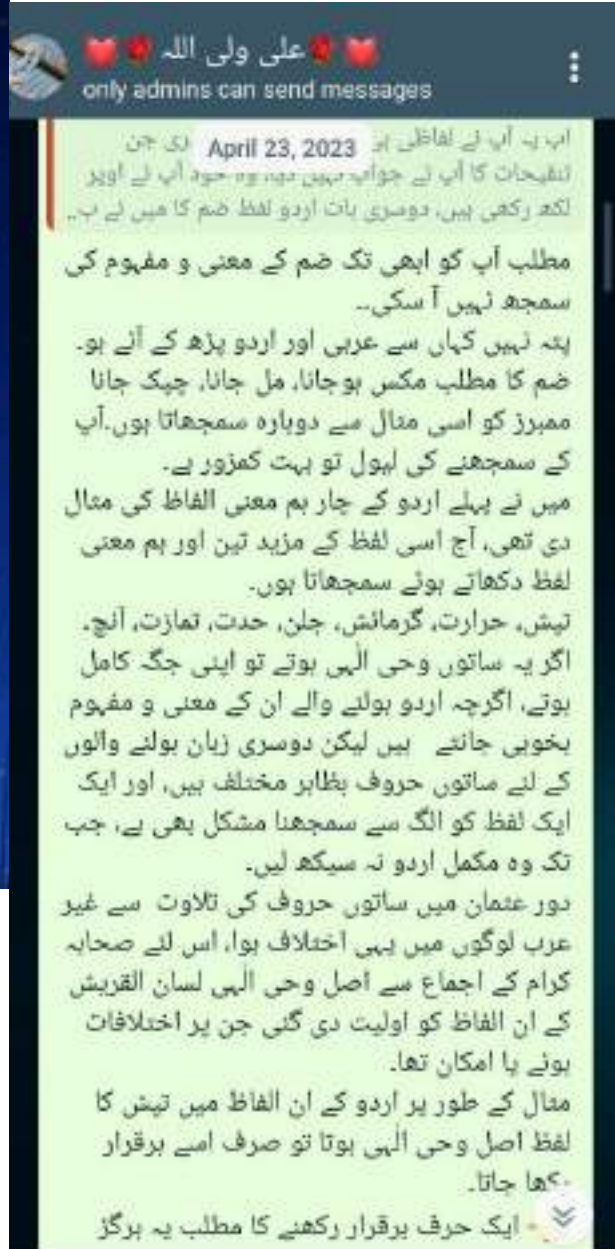 ❤️🌹علی ولی اللہ 🌹❤️
only admins can send messages
اب یہ آپ نے لفاظی ری جن
April 23, 2023
تنقیحات کا آپ نے جواب نہیں دیا، وہ خود آپ نے اوپر
لکھ رکھی ہیں، دوسری بات اردو لفظ ضم کا میں نے ب...
مطلب آپ کو ابھی تک ضم کے معنی و مفہوم کی
سمجھ نہیں آ سکی..
پتہ نہیں کہاں سے عربی اور اردو پڑھ کے آئے ہو۔
ضم کا مطلب مکس ہوجانا، مل جانا، چپک جانا
ممبرز کو اسی مثال سے دوبارہ سمجھاتا ہوں.آپ
کے سمجھنے کی لیول تو بہت کمزور ہے۔
میں نے پہلے اردو کے چار ہم معنی الفاظ کی مثال
دی تھی، آج اسی لفظ کے مزید تین اور ہم معنی
لفظ دکھاتے ہوئے سمجھاتا ہوں۔
تپش، حرارت، گرمائش، جلن، حدت، تمازت، آنچ۔
اگر یہ ساتوں وحی الٰہی ہوتے تو اپنی جگہ کامل
ہوتے، اگرچہ اردو بولنے والے ان کے معنی و مفہوم
بخوبی جانتے ہیں لیکن دوسری زبان بولنے والوں
کے لئے ساتوں حروف بظاہر مختلف ہیں، اور ایک
ایک لفظ کو الگ سے سمجھنا مشکل بھی ہے، جب
تک وہ مکمل اردو نہ سیکھ لیں۔
دور عثمان میں ساتوں حروف کی تلاوت سے غیر
عرب لوگوں میں یہی اختلاف ہوا، اس لئے صحابہ
کرام کے اجماع سے اصل وحی الٰہی لسان القریش
کے ان الفاظ کو اولیت دی گئی جن پر اختلافات
ہوئے یا امکان تھا۔
مثال کے طور پر اردو کے ان الفاظ میں تپش کا
لفظ اصل وحی الٰہی ہوتا تو صرف اسے برقرار
رکھا جاتا۔
ایک حرف برقرار رکھنے کا مطلب یہ ہرگز